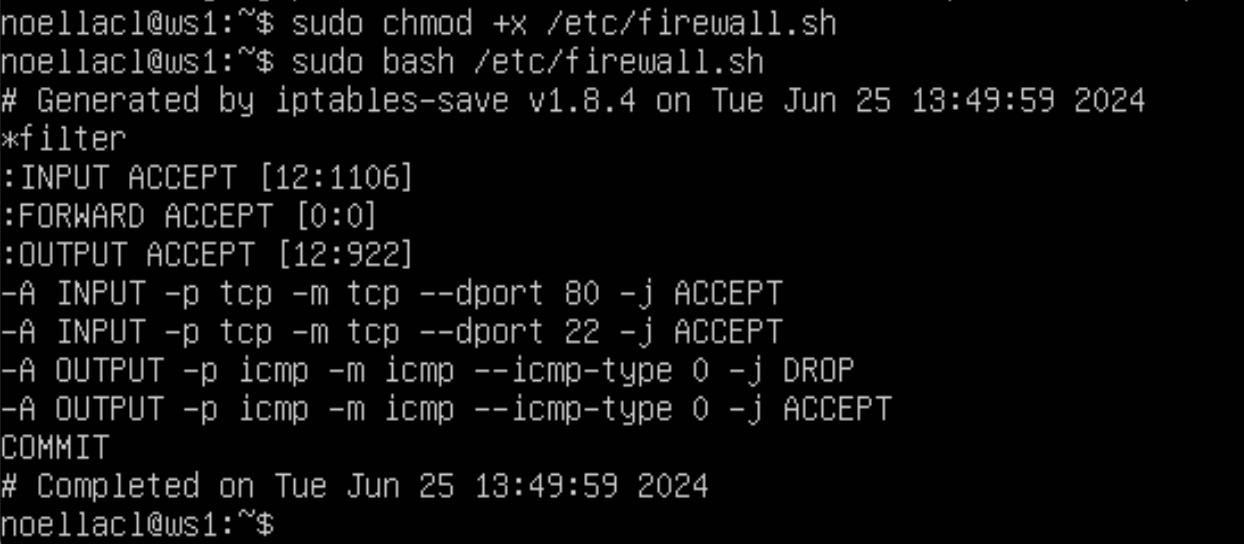 noellacl@ws1:~$ sudo chmod +x /etc/firewall.sh
noellacl@ws1:~$ sudo bash /etc/firewall.sh
# Generated by iptables-save v1.8.4 on Tue Jun 25 13:49:59 2024
*filter
:INPUT ACCEPT [12:1106]
:FORWARD ACCEPT [0:0]
:OUTPUT ACCEPT [12:922]
-A INPUT -p tcp -m tcp --dport 80 -j ACCEPT
-A INPUT -p tcp -m tcp --dport 22 -j ACCEPT
-A OUTPUT -p icmp -m icmp --icmp-type 0 -j DROP
-A OUTPUT -p icmp -m icmp --icmp-type 0 -j ACCEPT
COMMIT
# Completed on Tue Jun 25 13:49:59 2024
noellacl@ws1:~$